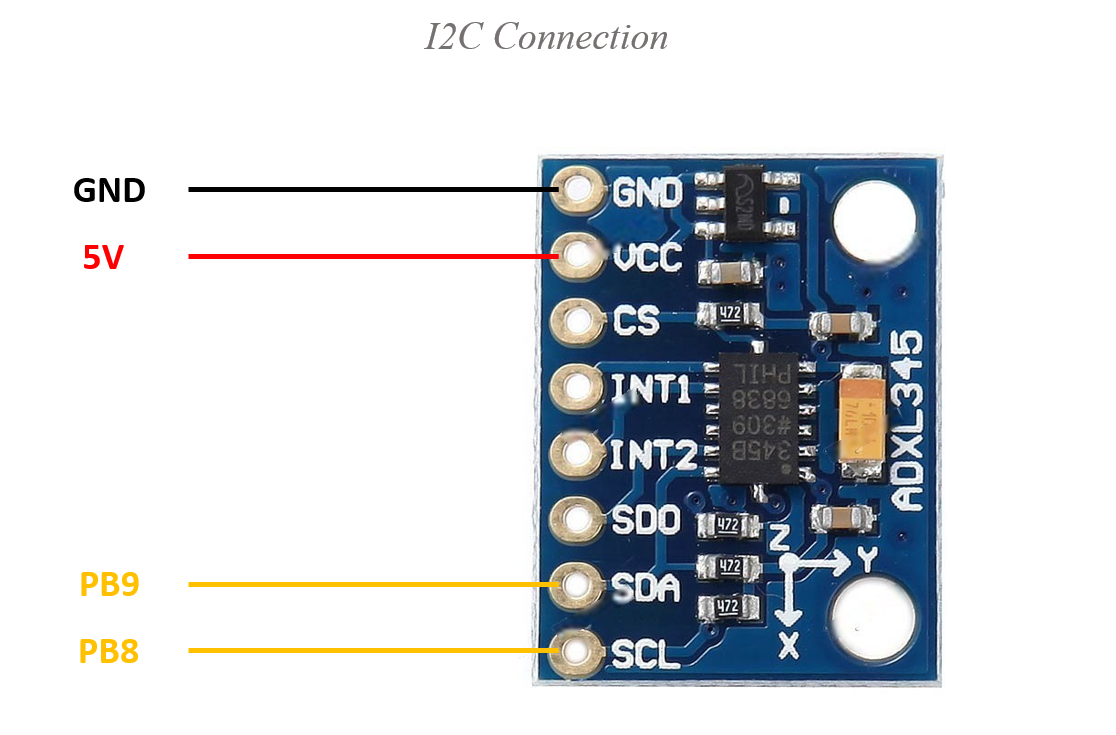 I2C Connection
GND
5V
PB9
PB8
GND
VCC
CS
INT1
INT2
SDO
SDA
SCL
S2WD
472
PHIL
6838
#309
345B
ADXL345
472
472
472
Z
Y
X